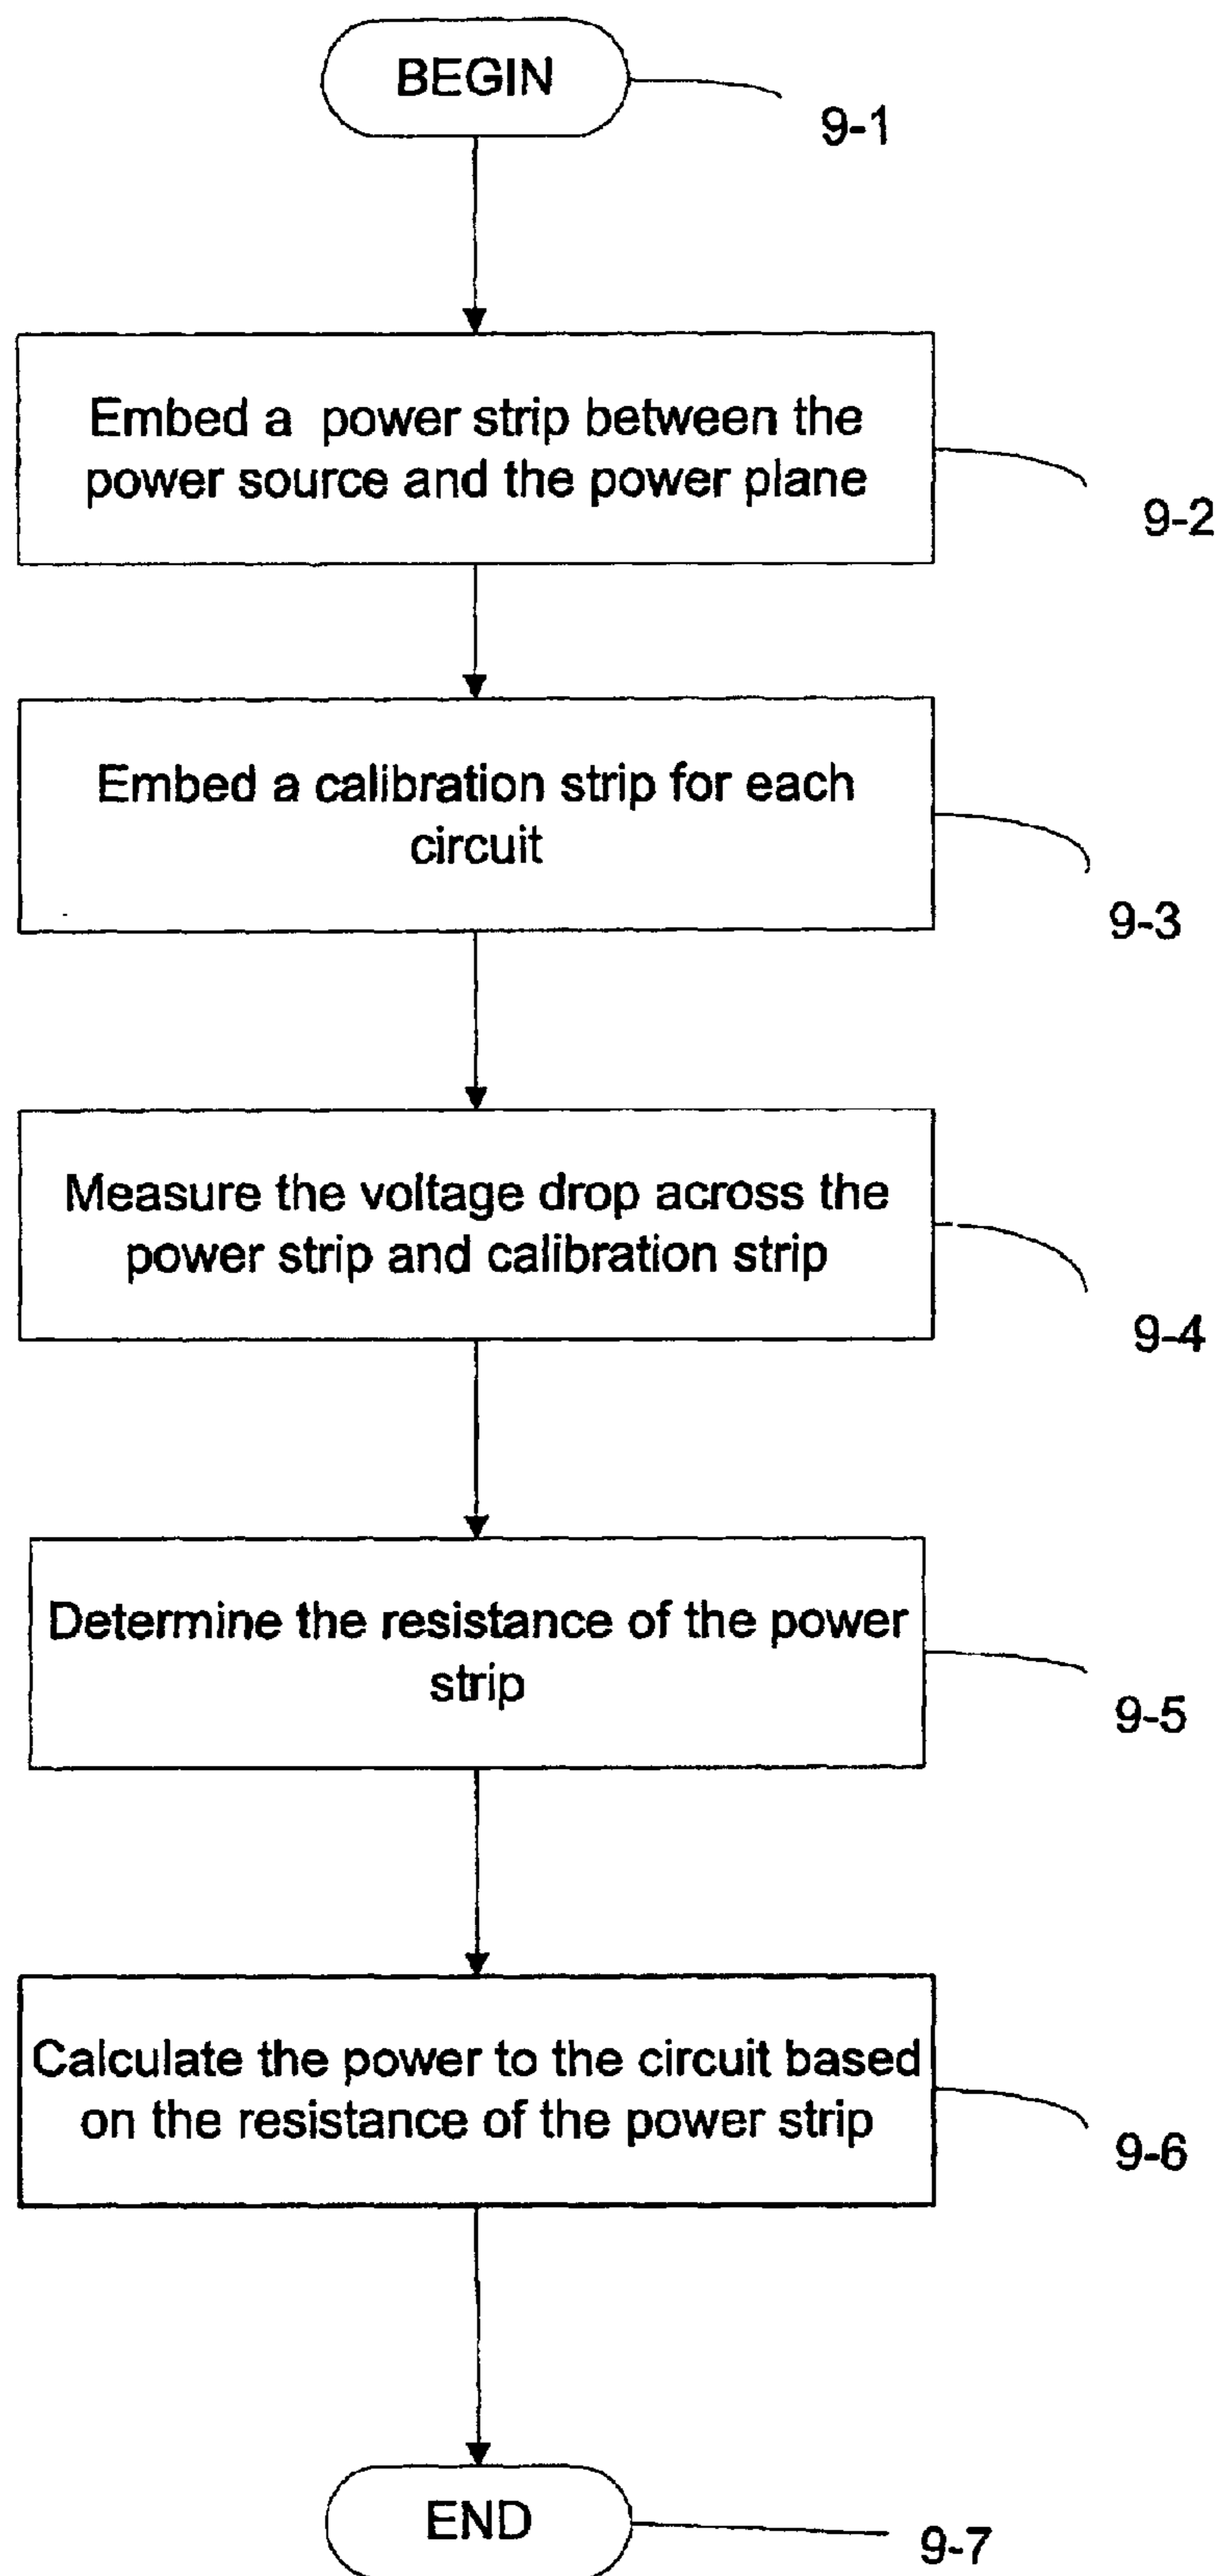 BEGIN
9-1
Embed a power strip between the
power source and the power plane
9-2
Embed a calibration strip for each
circuit
9-3
Measure the voltage drop across the
power strip and calibration strip
9-4
Determine the resistance of the power
strip
9-5
Calculate the power to the circuit based
on the resistance of the power strip
9-6
END
9-7